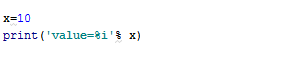 x=10
print('value=%i'% x)